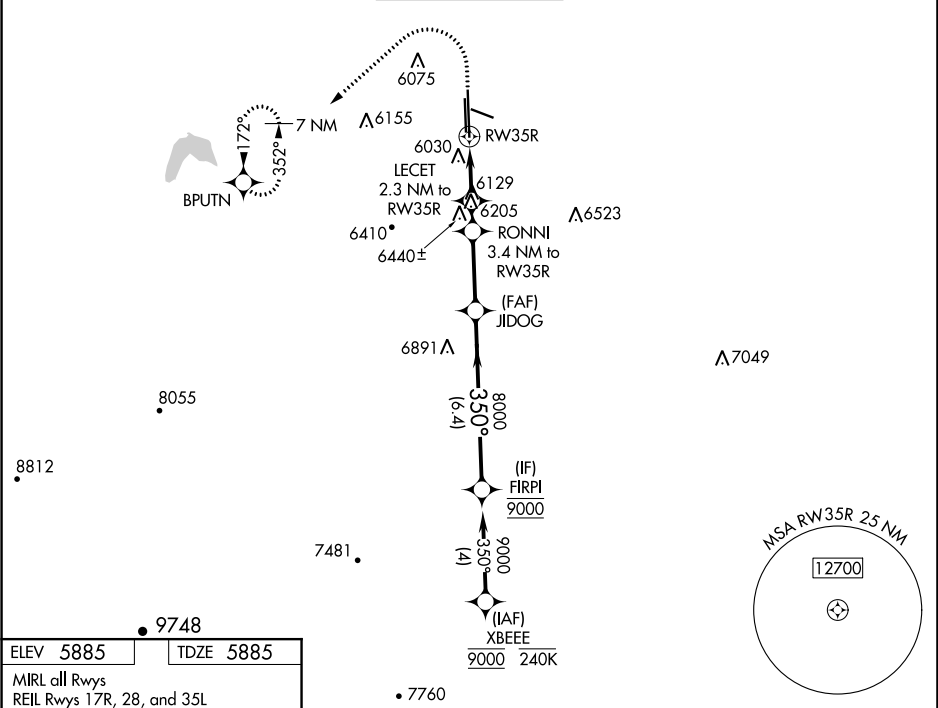 6075
7 NM
6155
172°
352°
BPUTN
RW35R
6030
LECET
2.3 NM to
RW35R
6129
6205
6523
6410
6440±
RONNI
3.4 NM to
RW35R
(FAF)
JIDOG
6891
7049
8055
8000
350°
(6.4)
8812
(IF)
FIRPI
9000
7481
9000
350°
(4)
(IAF)
XBEEE
9000 240K
MSA RW35R 25 NM
12700
9748
ELEV 5885 TDZE 5885
MIRL all Rwys
REIL Rwys 17R, 28, and 35L
7760